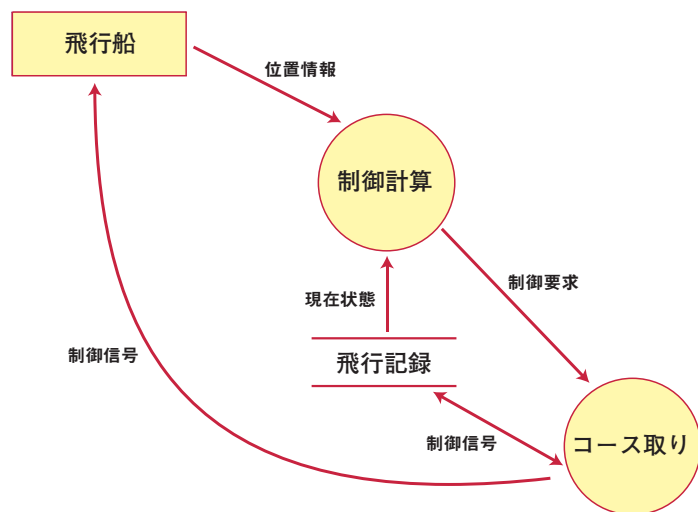 飛行船
位置情報
制御計算
制御要求
現在状態
制御信号
飛行記録
制御信号
コース取り